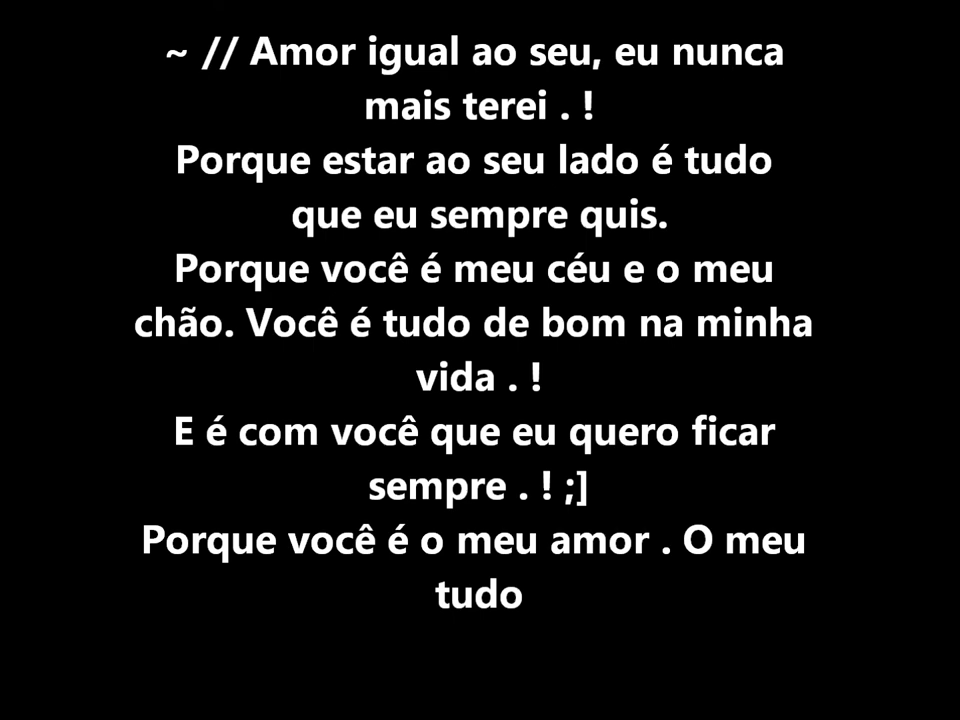 ~ // Amor igual ao seu, eu nunca
mais terei . !
Porque estar ao seu lado é tudo
que eu sempre quis.
Porque você é meu céu e o meu
chão. Você é tudo de bom na minha
vida . !
E é com você que eu quero ficar
sempre . ! ;]
Porque você é o meu amor . O meu
tudo